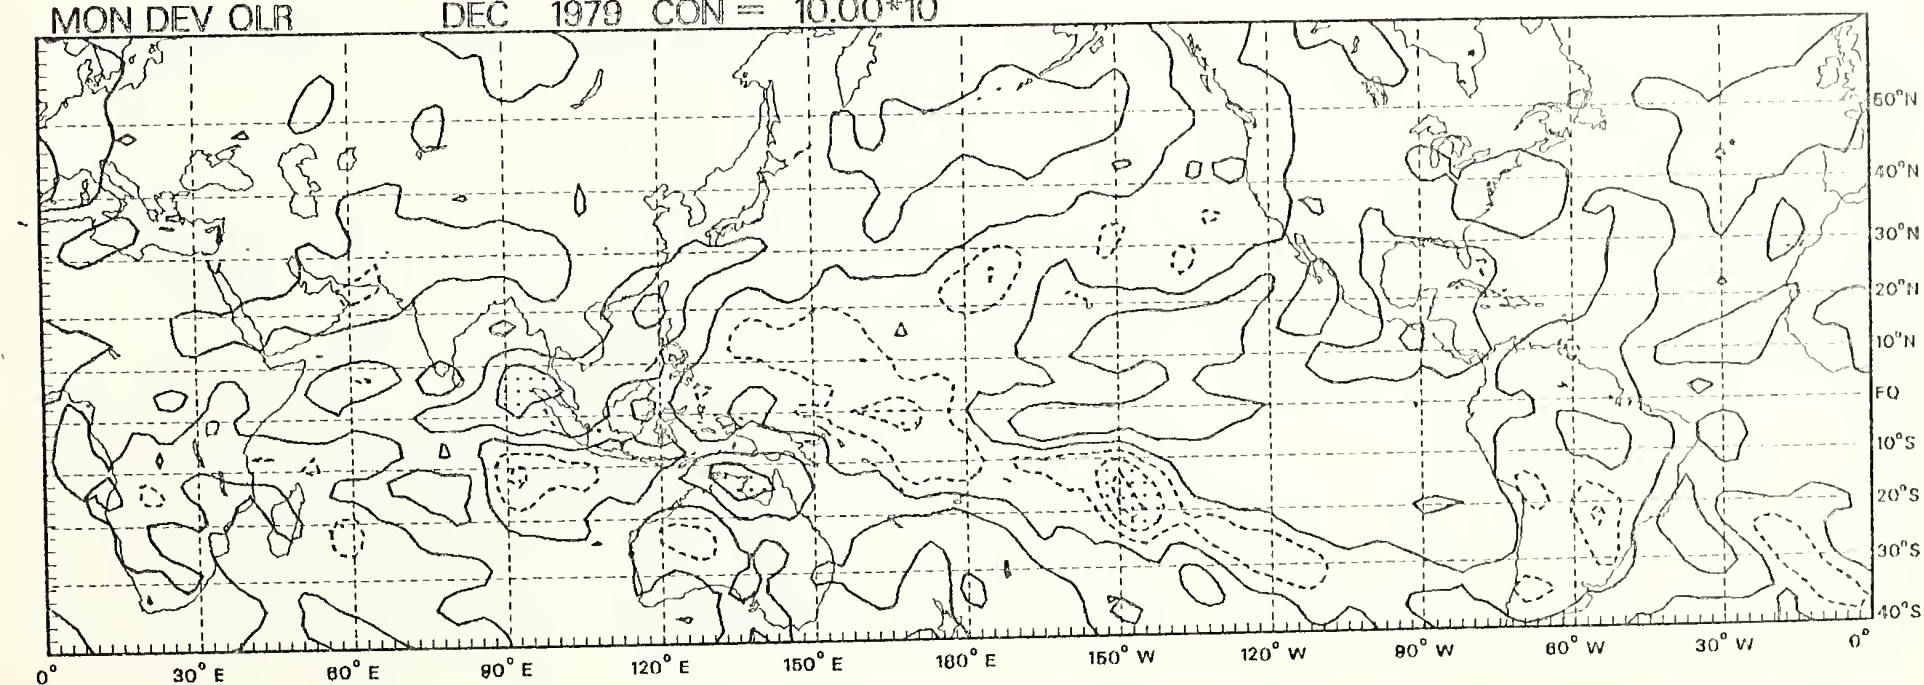 MON DEV OLR DEC 1979 CON = 10.00*10
50°N
40°N
30°N
20°N
10°N
EQ
10°S
20°S
30°S
40°S
0° 30° E 60° E 90° E 120° E 150° E 180° E 150° W 120° W 90° W 60° W 30° W 0°